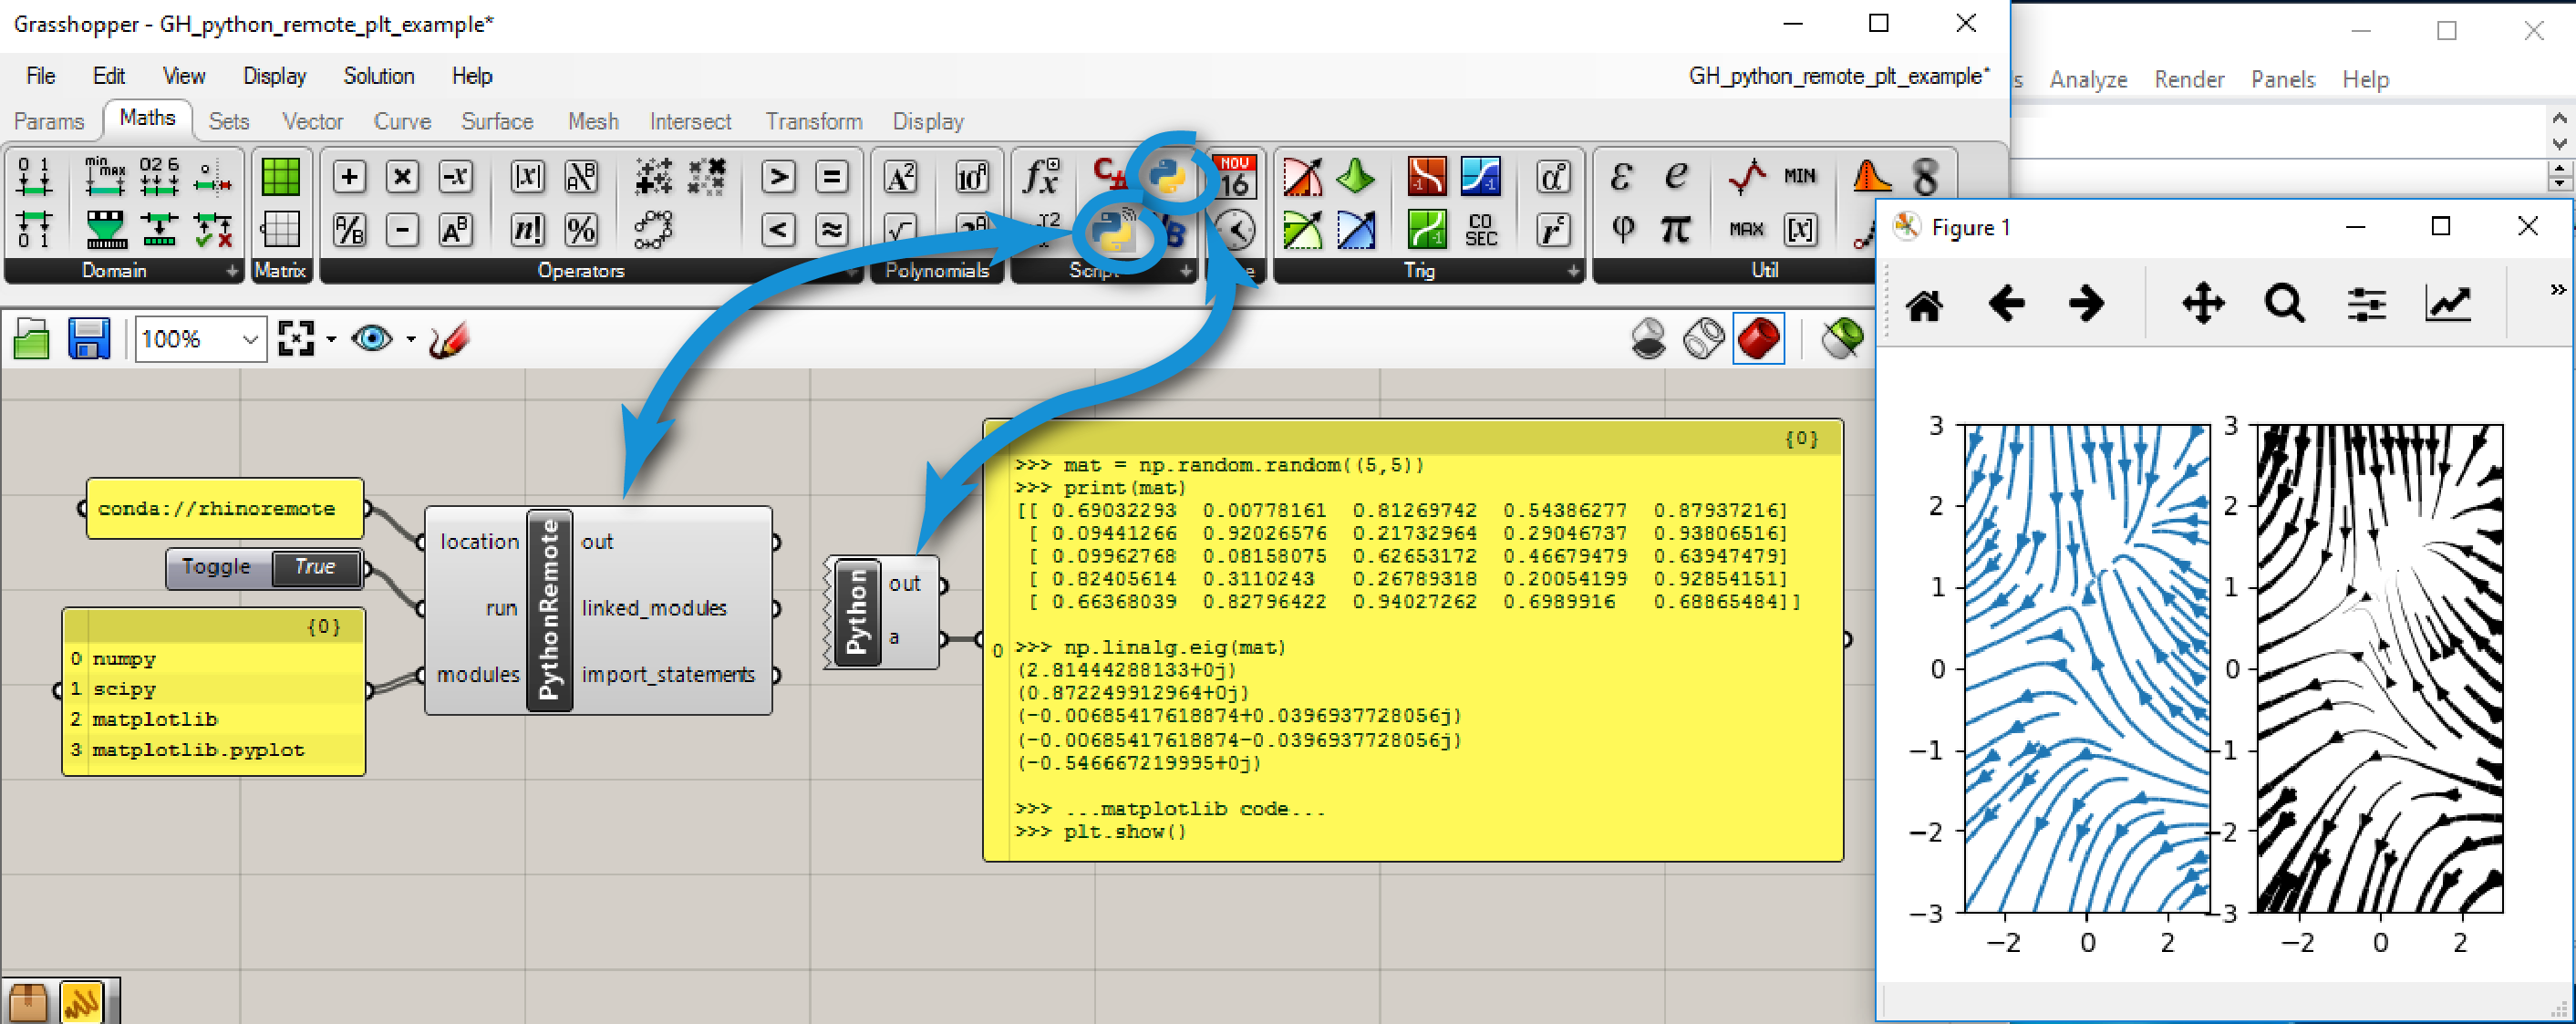 Grasshopper - GH_python_remote_plt_example*
File Edit View Display Solution Help
GH_python_remote_plt_example*
Analyze Render Panels Help
Params Maths Sets Vector Curve Surface Mesh Intersect Transform Display
Domain Matrix Operators Polynomials Script Trig Util
NOV
16
MIN
MAX
CO
SEC
Figure 1
100%
conda://rhinoremote
Toggle True
{0}
0 numpy
1 scipy
2 matplotlib
3 matplotlib.pyplot
location
run
modules
PythonRemote
out
linked_modules
import_statements
Python
out
a
{0}
0
>>> mat = np.random.random((5,5))
>>> print(mat)
[[ 0.69032293 0.00778161 0.81269742 0.54386277 0.87937216]
[ 0.09441266 0.92026576 0.21732964 0.29046737 0.93806516]
[ 0.09962768 0.08158075 0.62653172 0.46679479 0.63947479]
[ 0.82405614 0.3110243 0.26789318 0.20054199 0.92854151]
[ 0.66368039 0.82796422 0.94027262 0.6989916 0.68865484]]
>>> np.linalg.eig(mat)
(2.81444288133+0j)
(0.872249912964+0j)
(-0.00685417618874+0.0396937728056j)
(-0.00685417618874-0.0396937728056j)
(-0.546667219995+0j)
>>> ...matplotlib code...
>>> plt.show()
3 3
2 2
1 1
0 0
−1 −1
−2 −2
−3 −3
−2 0 2 −2 0 2